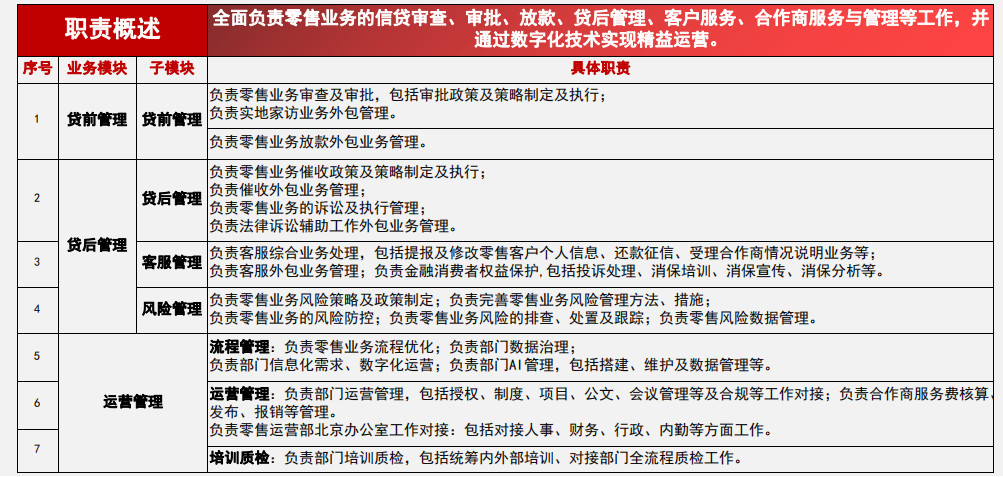 职责概述
全面负责零售业务的信贷审查、审批、放款、贷后管理、客户服务、合作商服务与管理等工作，并
通过数字化技术实现精益运营。
序号 业务模块 子模块 具体职责
1 贷前管理 贷前管理
负责零售业务审查及审批，包括审批政策及策略制定及执行；
负责实地家访业务外包管理。
负责零售业务放款外包业务管理。
2 贷后管理 贷后管理
负责零售业务催收政策及策略制定及执行；
负责催收外包业务管理；
负责零售业务的诉讼及执行管理；
负责法律诉讼辅助工作外包业务管理。
3 客服管理
负责客服综合业务处理，包括提报及修改零售客户个人信息、还款征信、受理合作商情况说明业务等；
负责客服外包业务管理；负责金融消费者权益保护,包括投诉处理、消保培训、消保宣传、消保分析等。
4 风险管理
负责零售业务风险策略及政策制定；负责完善零售业务风险管理方法、措施；
负责零售业务的风险防控；负责零售业务风险的排查、处置及跟踪；负责零售风险数据管理。
5 运营管理
流程管理：负责零售业务流程优化；负责部门数据治理；
负责部门信息化需求、数字化运营；负责部门AI管理，包括搭建、维护及数据管理等。
6
运营管理：负责部门运营管理，包括授权、制度、项目、公文、会议管理等及合规等工作对接；负责合作商服务费核算、
发布、报销等管理。
负责零售运营部北京办公室工作对接：包括对接人事、财务、行政、内勤等方面工作。
7
培训质检：负责部门培训质检，包括统筹内外部培训、对接部门全流程质检工作。